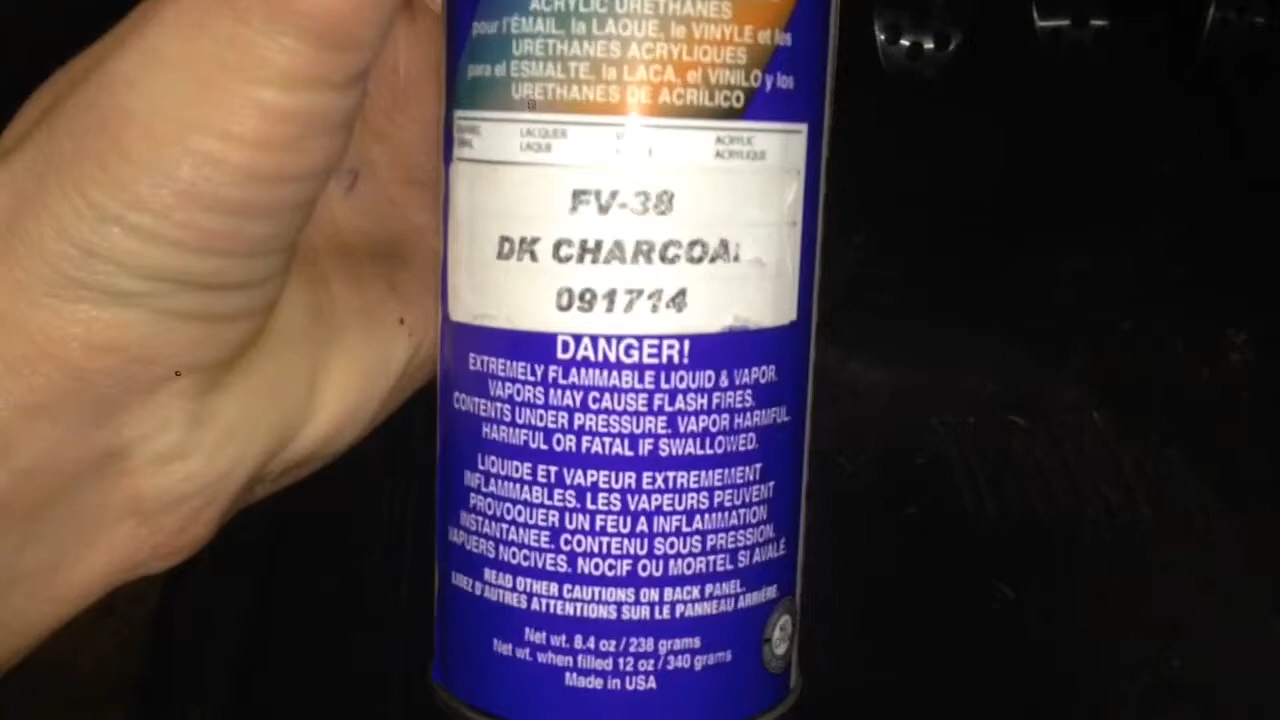 ACRYLIC URETHANES
pour l'ÉMAIL, la LAQUE, le VINYLE et les
URÉTHANES ACRYLIQUES
para el ESMALTE, la LACA, el VINILO y los
URETHANES DE ACRÍLICO
LACQUER ACRYLIC
LAQUE ACRYLIQUE
FV-38
DK CHARCOAL
091714
DANGER!
EXTREMELY FLAMMABLE LIQUID & VAPOR.
VAPORS MAY CAUSE FLASH FIRES.
CONTENTS UNDER PRESSURE. VAPOR HARMFUL.
HARMFUL OR FATAL IF SWALLOWED.
LIQUIDE ET VAPEUR EXTREMEMENT
INFLAMMABLES. LES VAPEURS PEUVENT
PROVOQUER UN FEU A INFLAMMATION
INSTANTANEE. CONTENU SOUS PRESSION.
VAPUERS NOCIVES. NOCIF OU MORTEL SI AVALÉ
READ OTHER CAUTIONS ON BACK PANEL.
LISEZ D'AUTRES ATTENTIONS SUR LE PANNEAU ARRIÈRE.
Net wt. 8.4 oz / 238 grams
Net wt. when filled 12 oz / 340 grams
Made in USA